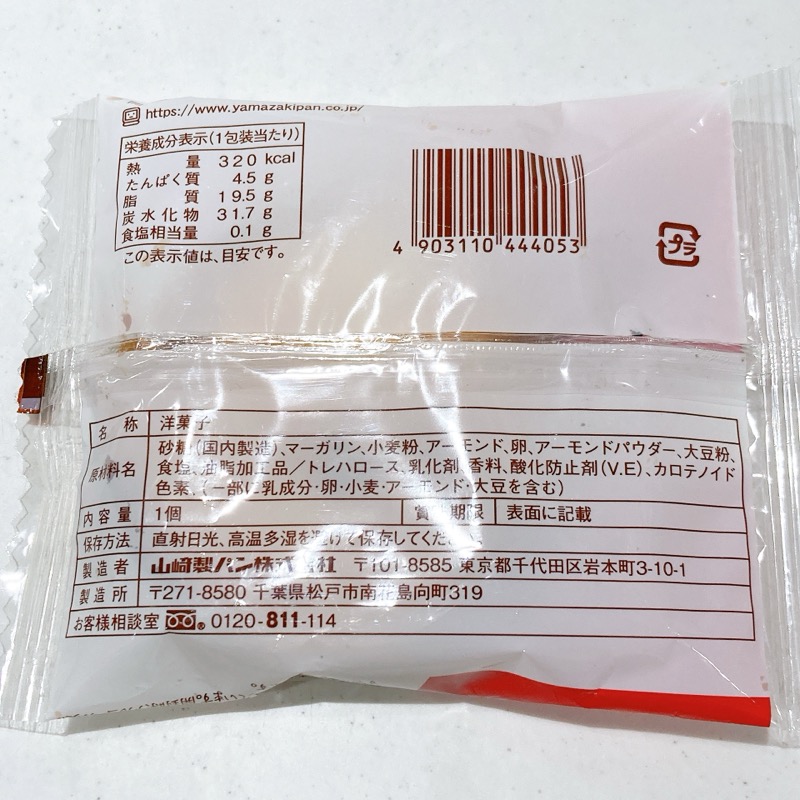 https://www.yamazakipan.co.jp/
栄養成分表示(1包装当たり)
熱量 320 kcal
たんぱく質 4.5 g
脂質 19.5 g
炭水化物 31.7 g
食塩相当量 0.1 g
この表示値は、目安です。
4 903110 444053
プラ
名称 洋菓子
原材料名 砂糖(国内製造)、マーガリン、小麦粉、アーモンド、卵、アーモンドパウダー、大豆粉、
食塩、油脂加工品／トレハロース、乳化剤、香料、酸化防止剤(V.E)、カロテノイド
色素、(一部に乳成分・卵・小麦・アーモンド・大豆を含む)
内容量 1個 賞味期限 表面に記載
保存方法 直射日光、高温多湿を避けて保存してください。
製造者 山崎製パン株式会社 〒101-8585 東京都千代田区岩本町3-10-1
製造所 〒271-8580 千葉県松戸市南花島向町319
お客様相談室 0120-811-114